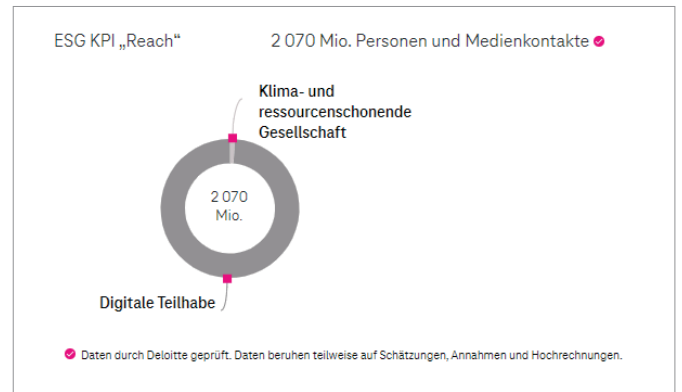 ESG KPI „Reach“
2 070 Mio. Personen und Medienkontakte
Klima- und
ressourcenschonende
Gesellschaft
2 070
Mio.
Digitale Teilhabe
Daten durch Deloitte geprüft. Daten beruhen teilweise auf Schätzungen, Annahmen und Hochrechnungen.